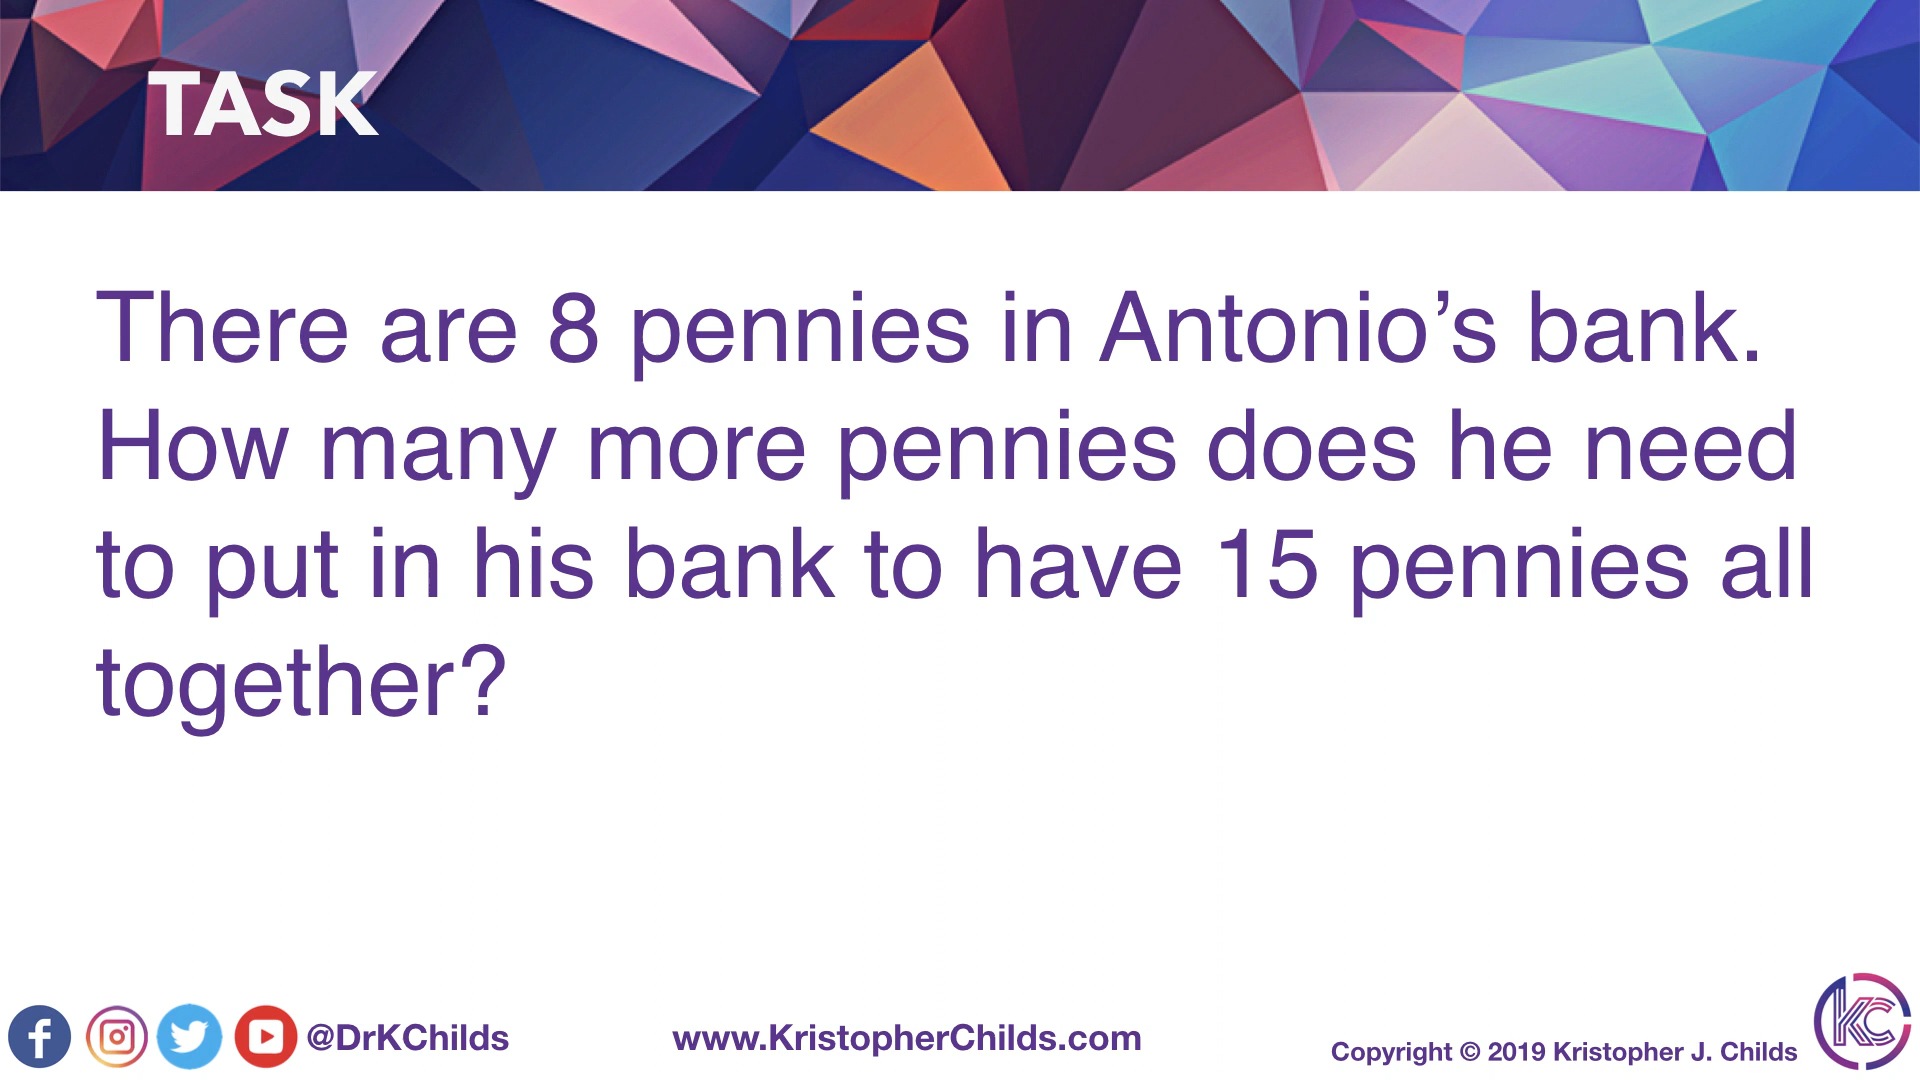 TASK
There are 8 pennies in Antonio’s bank.
How many more pennies does he need
to put in his bank to have 15 pennies all
together?
@DrKChilds
www.KristopherChilds.com
Copyright © 2019 Kristopher J. Childs
KC